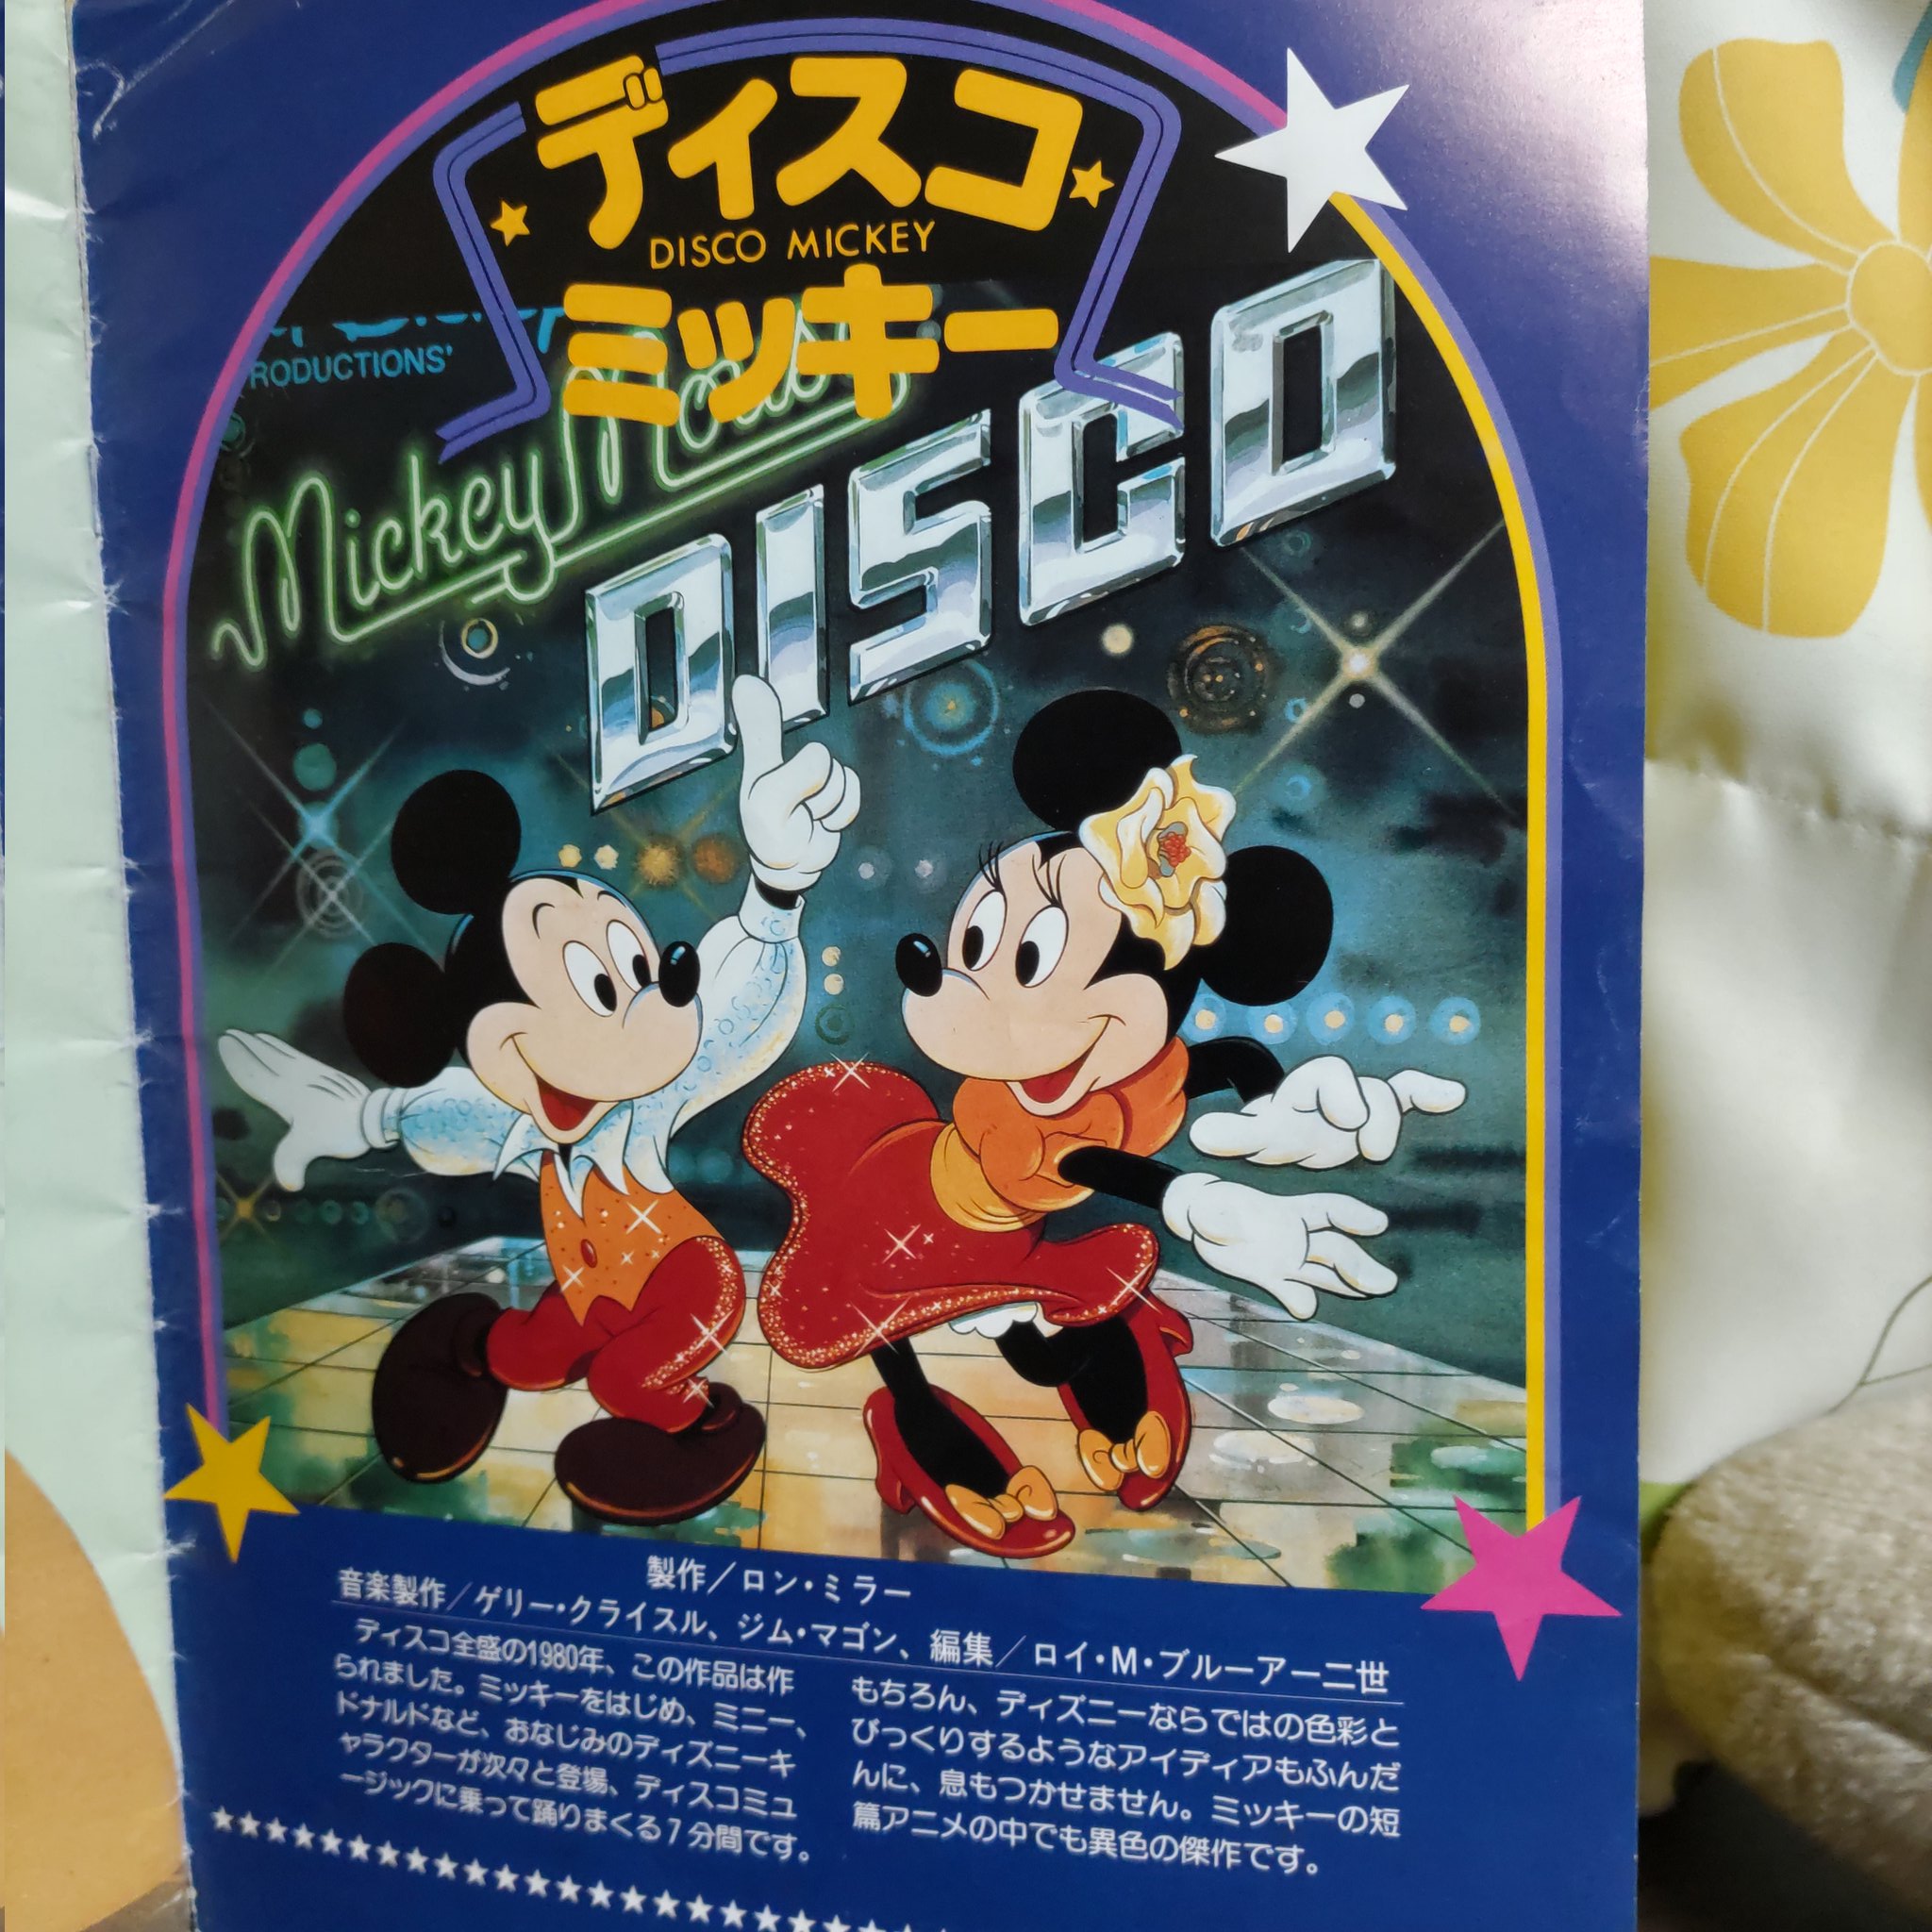 ディスコ
DISCO MICKEY
ミッキー
RODUCTIONS'
Mickey Mouse
DISCO
製作/ロン・ミラー
音楽製作/ゲリー・クライスル、ジム・マゴン、編集/ロイ・M・ブルーアー二世
ディスコ全盛の1980年、この作品は作
られました。ミッキーをはじめ、ミニー、
ドナルドなど、おなじみのディズニーキ
ャラクターが次々と登場、ディスコミュ
ージックに乗って踊りまくる7分間です。
もちろん、ディズニーならではの色彩と
びっくりするようなアイディアもふんだ
んに、息もつかせません。ミッキーの短
篇アニメの中でも異色の傑作です。